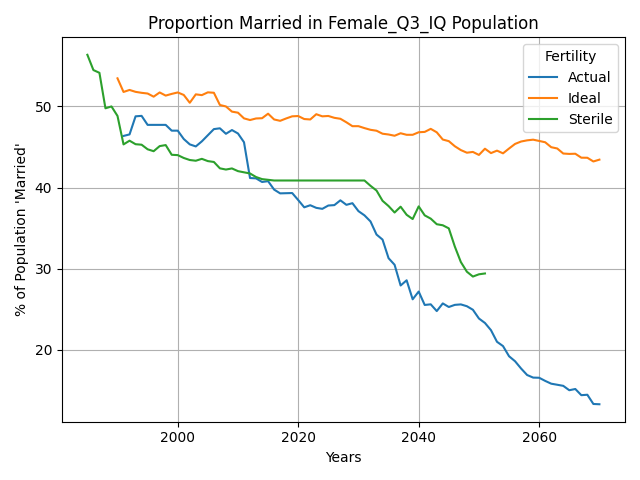 Proportion Married in Female_Q3_IQ Population
Fertility
Actual
Ideal
Sterile
% of Population 'Married'
50
40
30
20
2000
2020
2040
2060
Years